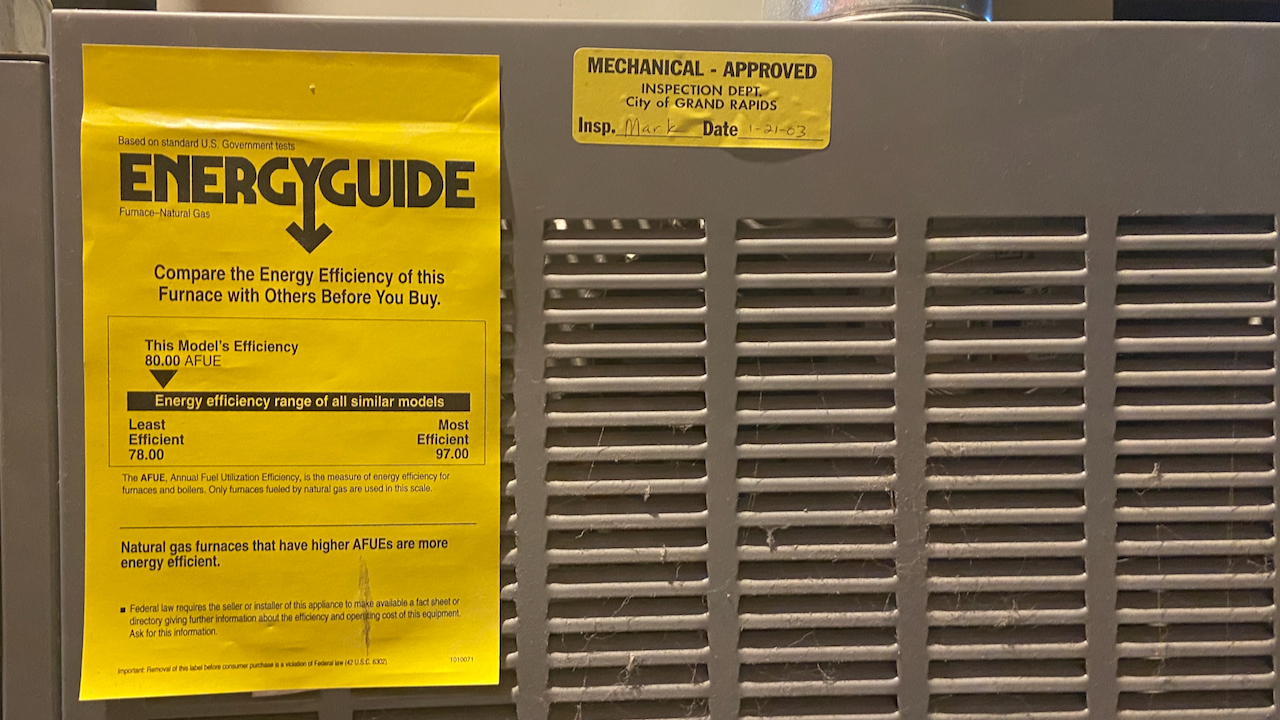 Based on standard U.S. Government tests
ENERGYGUIDE
Furnace–Natural Gas
Compare the Energy Efficiency of this
Furnace with Others Before You Buy.
This Model's Efficiency
80.00 AFUE
Energy efficiency range of all similar models
Least
Efficient
78.00
Most
Efficient
97.00
The AFUE, Annual Fuel Utilization Efficiency, is the measure of energy efficiency for
furnaces and boilers. Only furnaces fueled by natural gas are used in this scale.
Natural gas furnaces that have higher AFUEs are more
energy efficient.
■ Federal law requires the seller or installer of this appliance to make available a fact sheet or
directory giving further information about the efficiency and operating cost of this equipment.
Ask for this information.
Important: Removal of this label before consumer purchase is a violation of Federal law (42 U.S.C. 6302).
1010071
MECHANICAL - APPROVED
INSPECTION DEPT.
City of GRAND RAPIDS
Insp. Mark Date 1-21-03